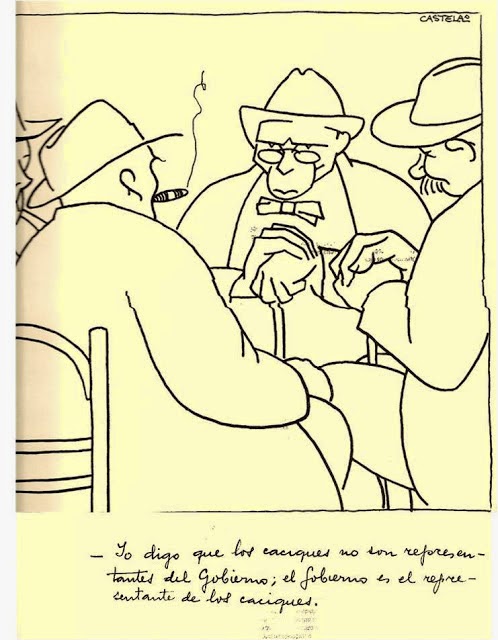 CASTELAO
— Yo digo que los caciques no son represen-
tantes del Gobierno; el gobierno es el repre-
sentante de los caciques.